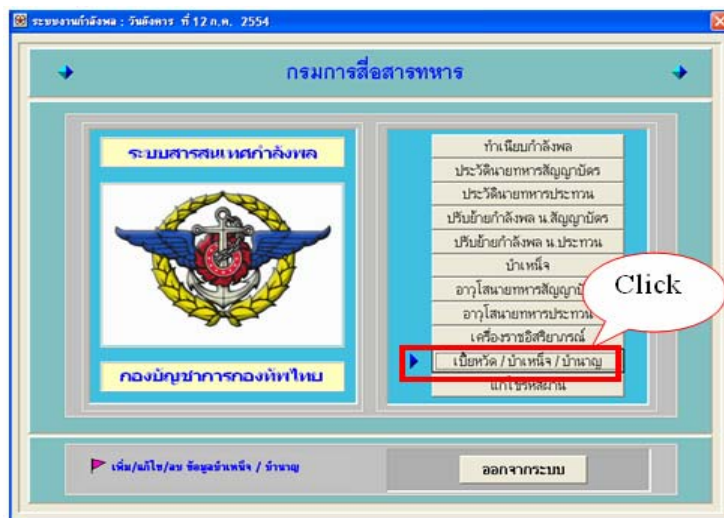 ระบบงานกำลังพล : วันอังคาร ที่ 12 ก.ค. 2554
กรมการสื่อสารทหาร
ระบบสารสนเทศกำลังพล
กองบัญชาการกองทัพไทย
ทำเนียบกำลังพล
ประวัตินายทหารสัญญาบัตร
ประวัตินายทหารประทวน
ปรับย้ายกำลังพล น.สัญญาบัตร
ปรับย้ายกำลังพล น.ประทวน
บำเหน็จ
อาวุโสนายทหารสัญญาบั
อาวุโสนายทหารประทวน
เครื่องราชอิสริยาภรณ์
เบี้ยหวัด / บำเหน็จ / บำนาญ
แก้ไขรหัสผ่าน
Click
เพิ่ม/แก้ไข/ลบ ข้อมูลบำเหน็จ / บำนาญ
ออกจากระบบ